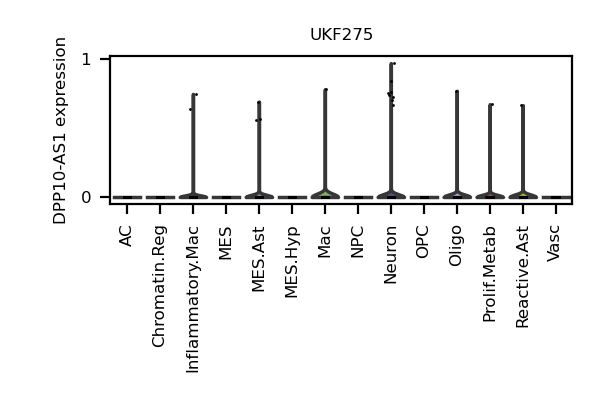 UKF275
DPP10-AS1 expression
1
0
AC
Chromatin.Reg
Inflammatory.Mac
MES
MES.Ast
MES.Hyp
Mac
NPC
Neuron
OPC
Oligo
Prolif.Metab
Reactive.Ast
Vasc